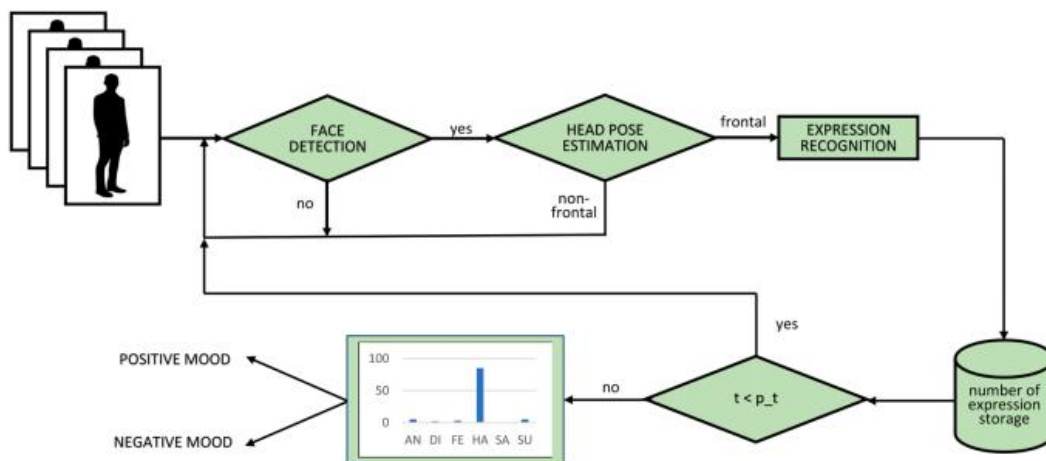 FACE
DETECTION
yes
HEAD POSE
ESTIMATION
frontal
EXPRESSION
RECOGNITION
no
non-
frontal
yes
POSITIVE MOOD
NEGATIVE MOOD
100
50
0
AN DI FE HA SA SU
no
t < p_t
number of
expression
storage